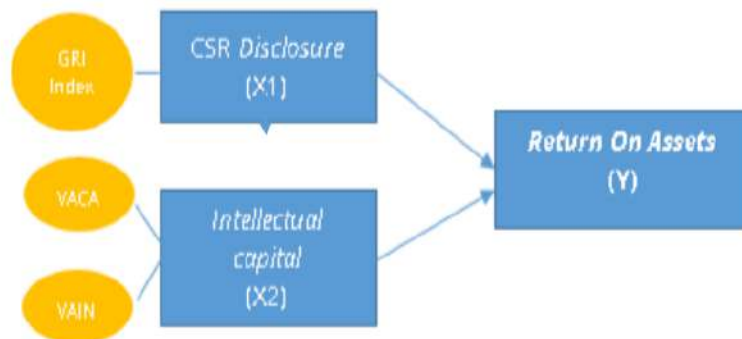 GRI
Index
CSR Disclosure
(X1)
Return On Assets
(Y)
VACA
Intellectual
capital
(X2)
VAIN